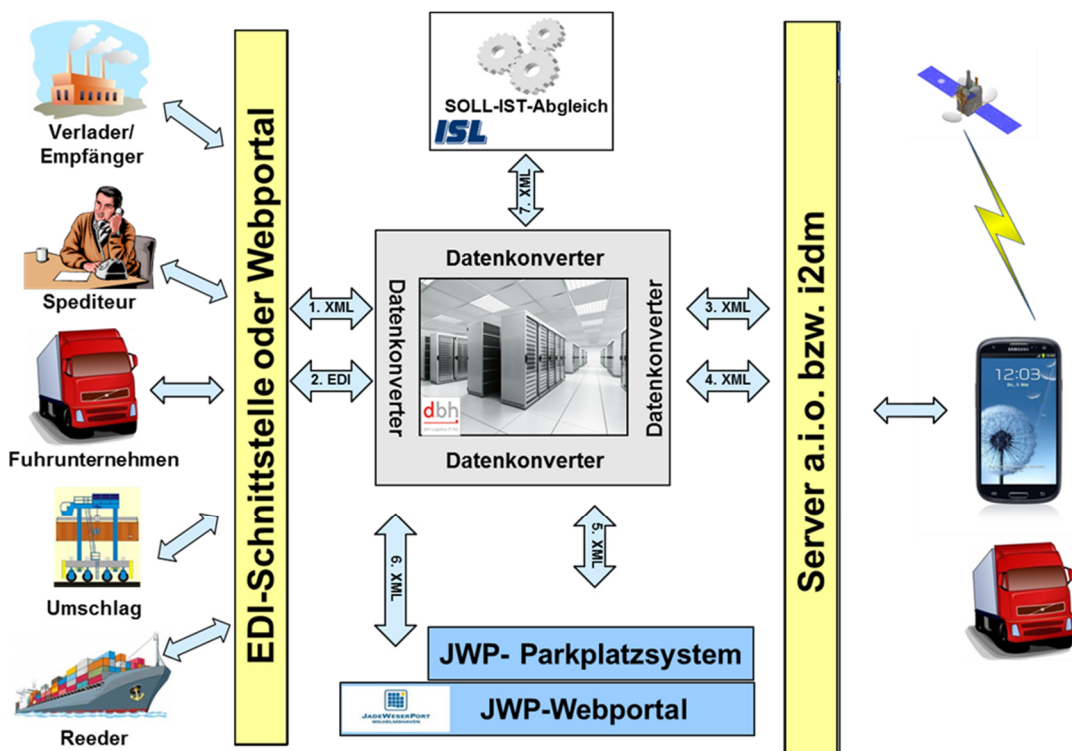 Verlader/
Empfänger
Spediteur
Fuhrunternehmen
Umschlag
Reeder
EDI-Schnittstelle oder Webportal
SOLL-IST-Abgleich
ISL
7. XML
Datenkonverter
Datenkonverter
Datenkonverter
Datenkonverter
dbh
1. XML
2. EDI
3. XML
4. XML
5. XML
6. XML
JWP- Parkplatzsystem
JWP-Webportal
JADEWESERPORT
WILHELMSHAVEN
Server a.i.o. bzw. i2dm
SAMSUNG
12:03